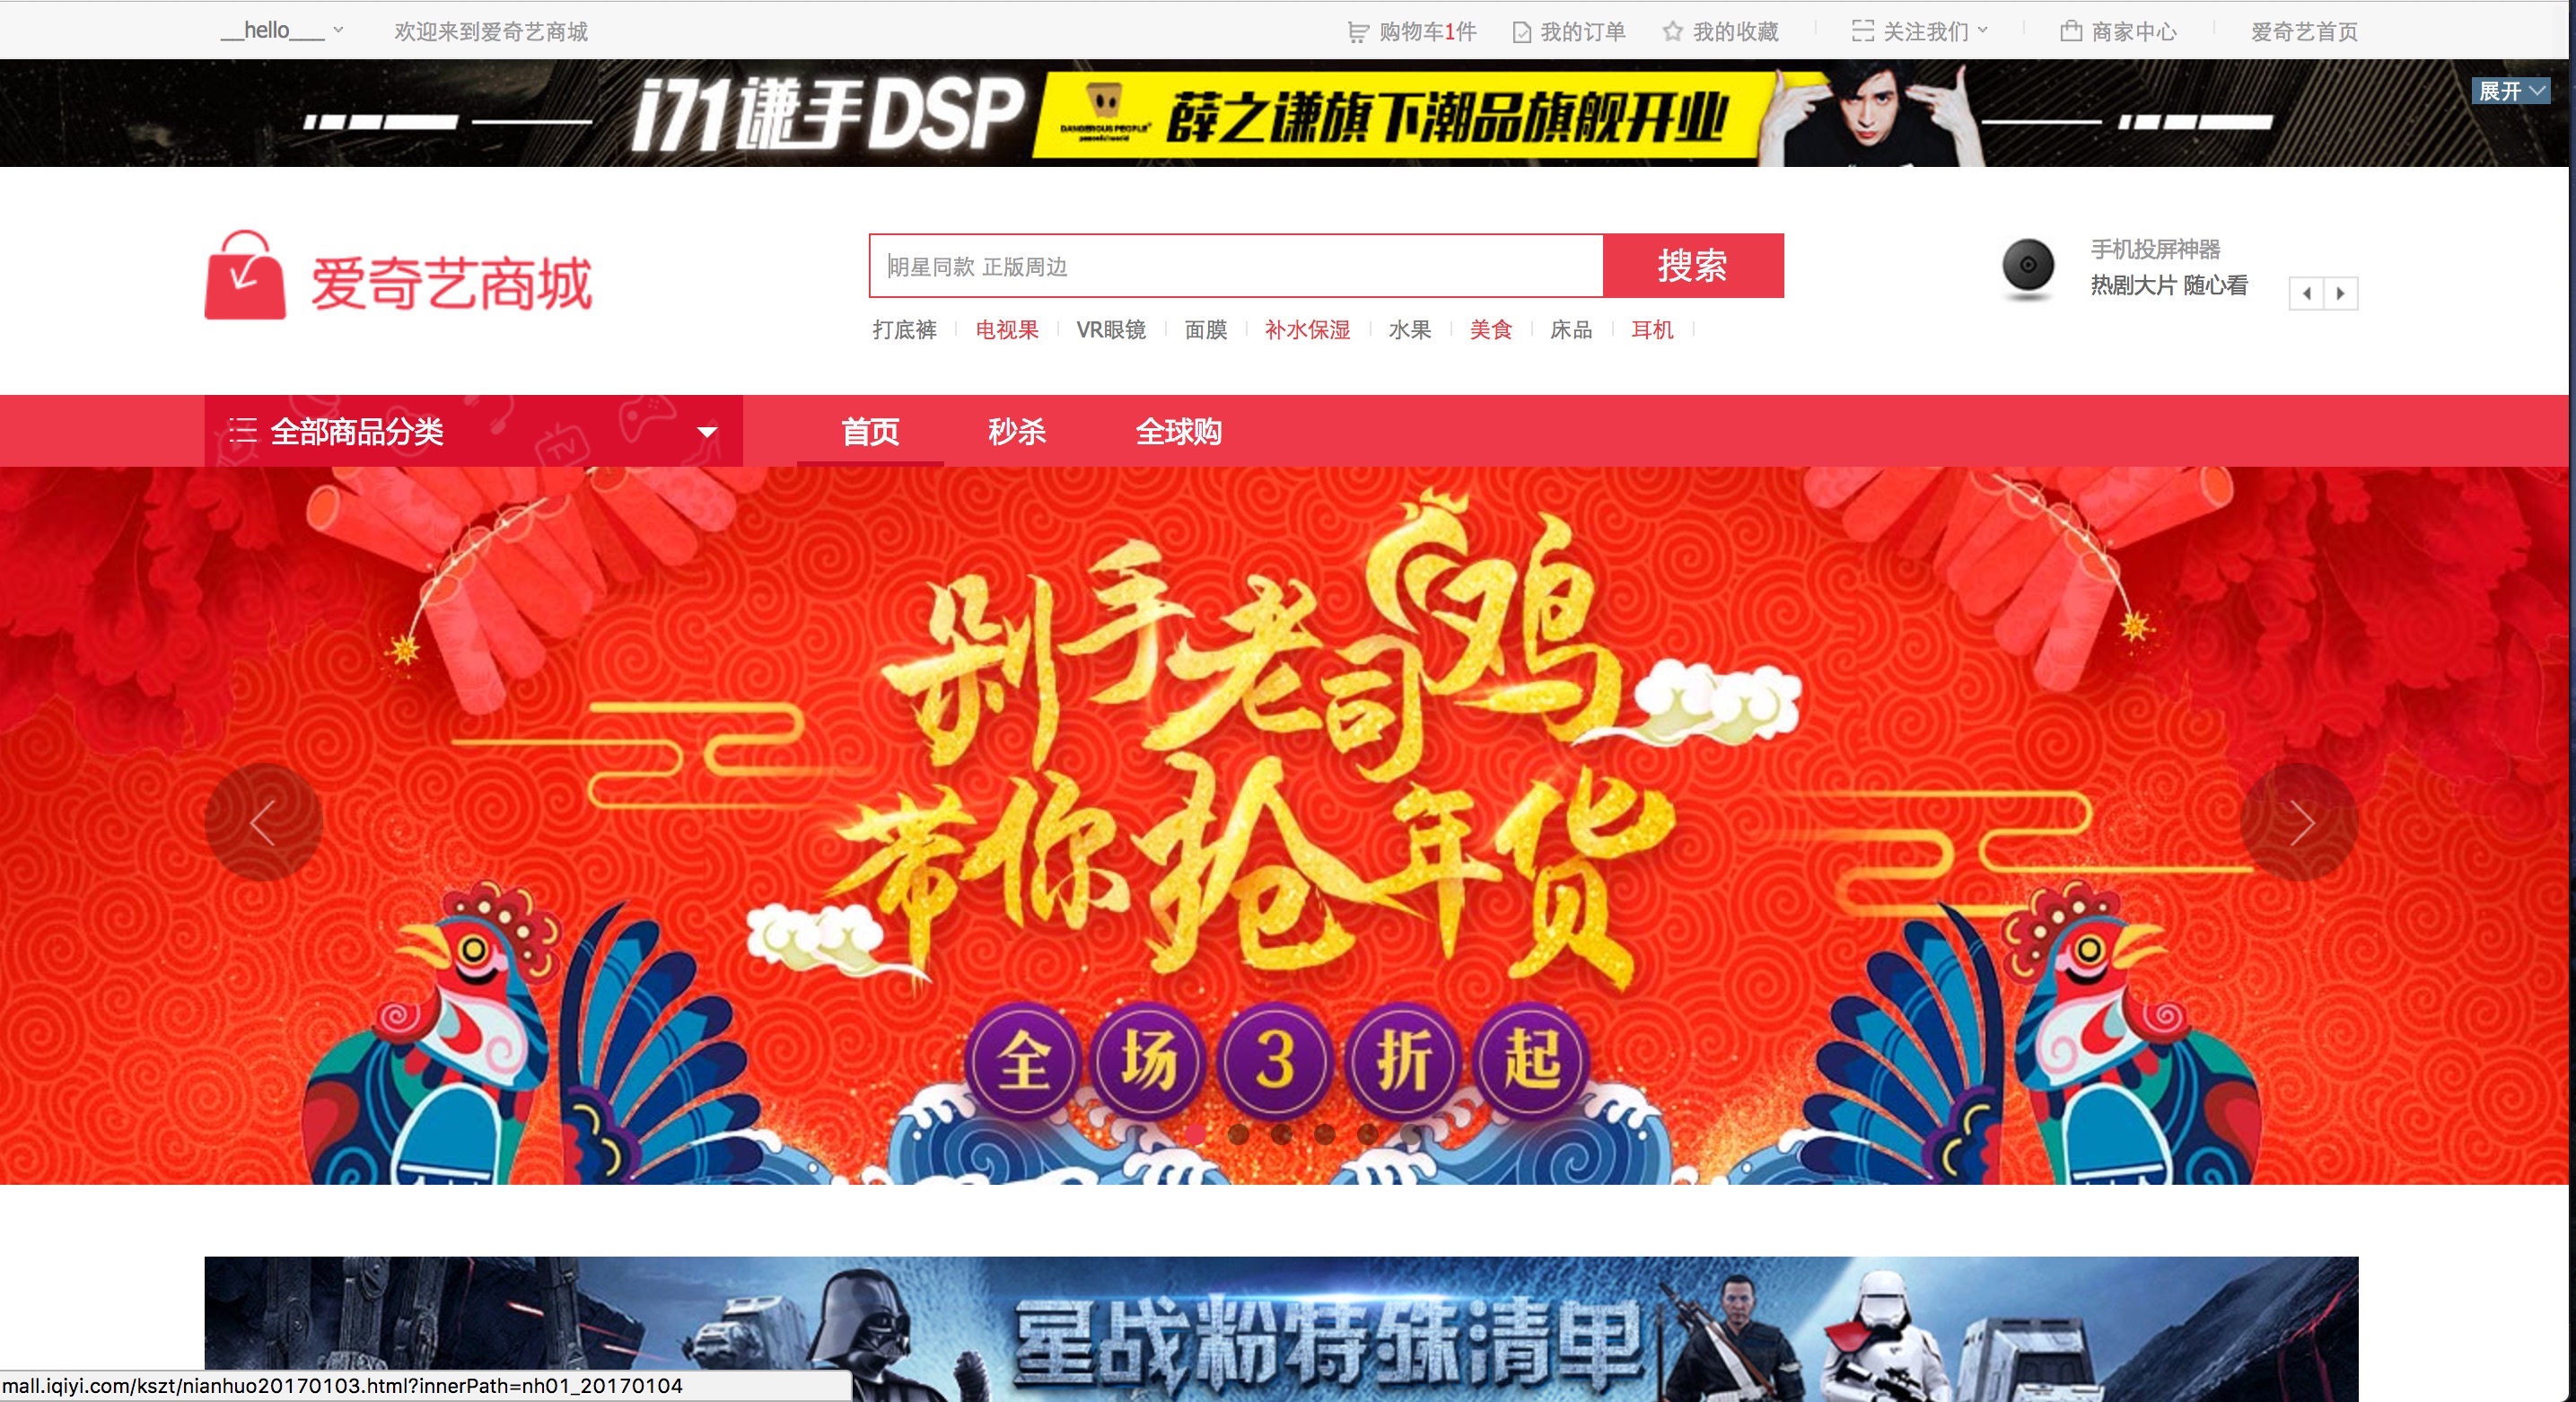 __hello___
欢迎来到爱奇艺商城
购物车1件
我的订单
我的收藏
关注我们
商家中心
爱奇艺首页
i71谦手DSP
DANGEROUS PEOPLE
薛之谦旗下潮品旗舰开业
展开
爱奇艺商城
明星同款 正版周边
搜索
手机投屏神器
热剧大片 随心看
打底裤
电视果
VR眼镜
面膜
补水保湿
水果
美食
床品
耳机
全部商品分类
首页
秒杀
全球购
剁手老司鸡
带你抢年货
全场3折起
星战粉特殊清单
mall.iqiyi.com/kszt/nianhuo20170103.html?innerPath=nh01_20170104